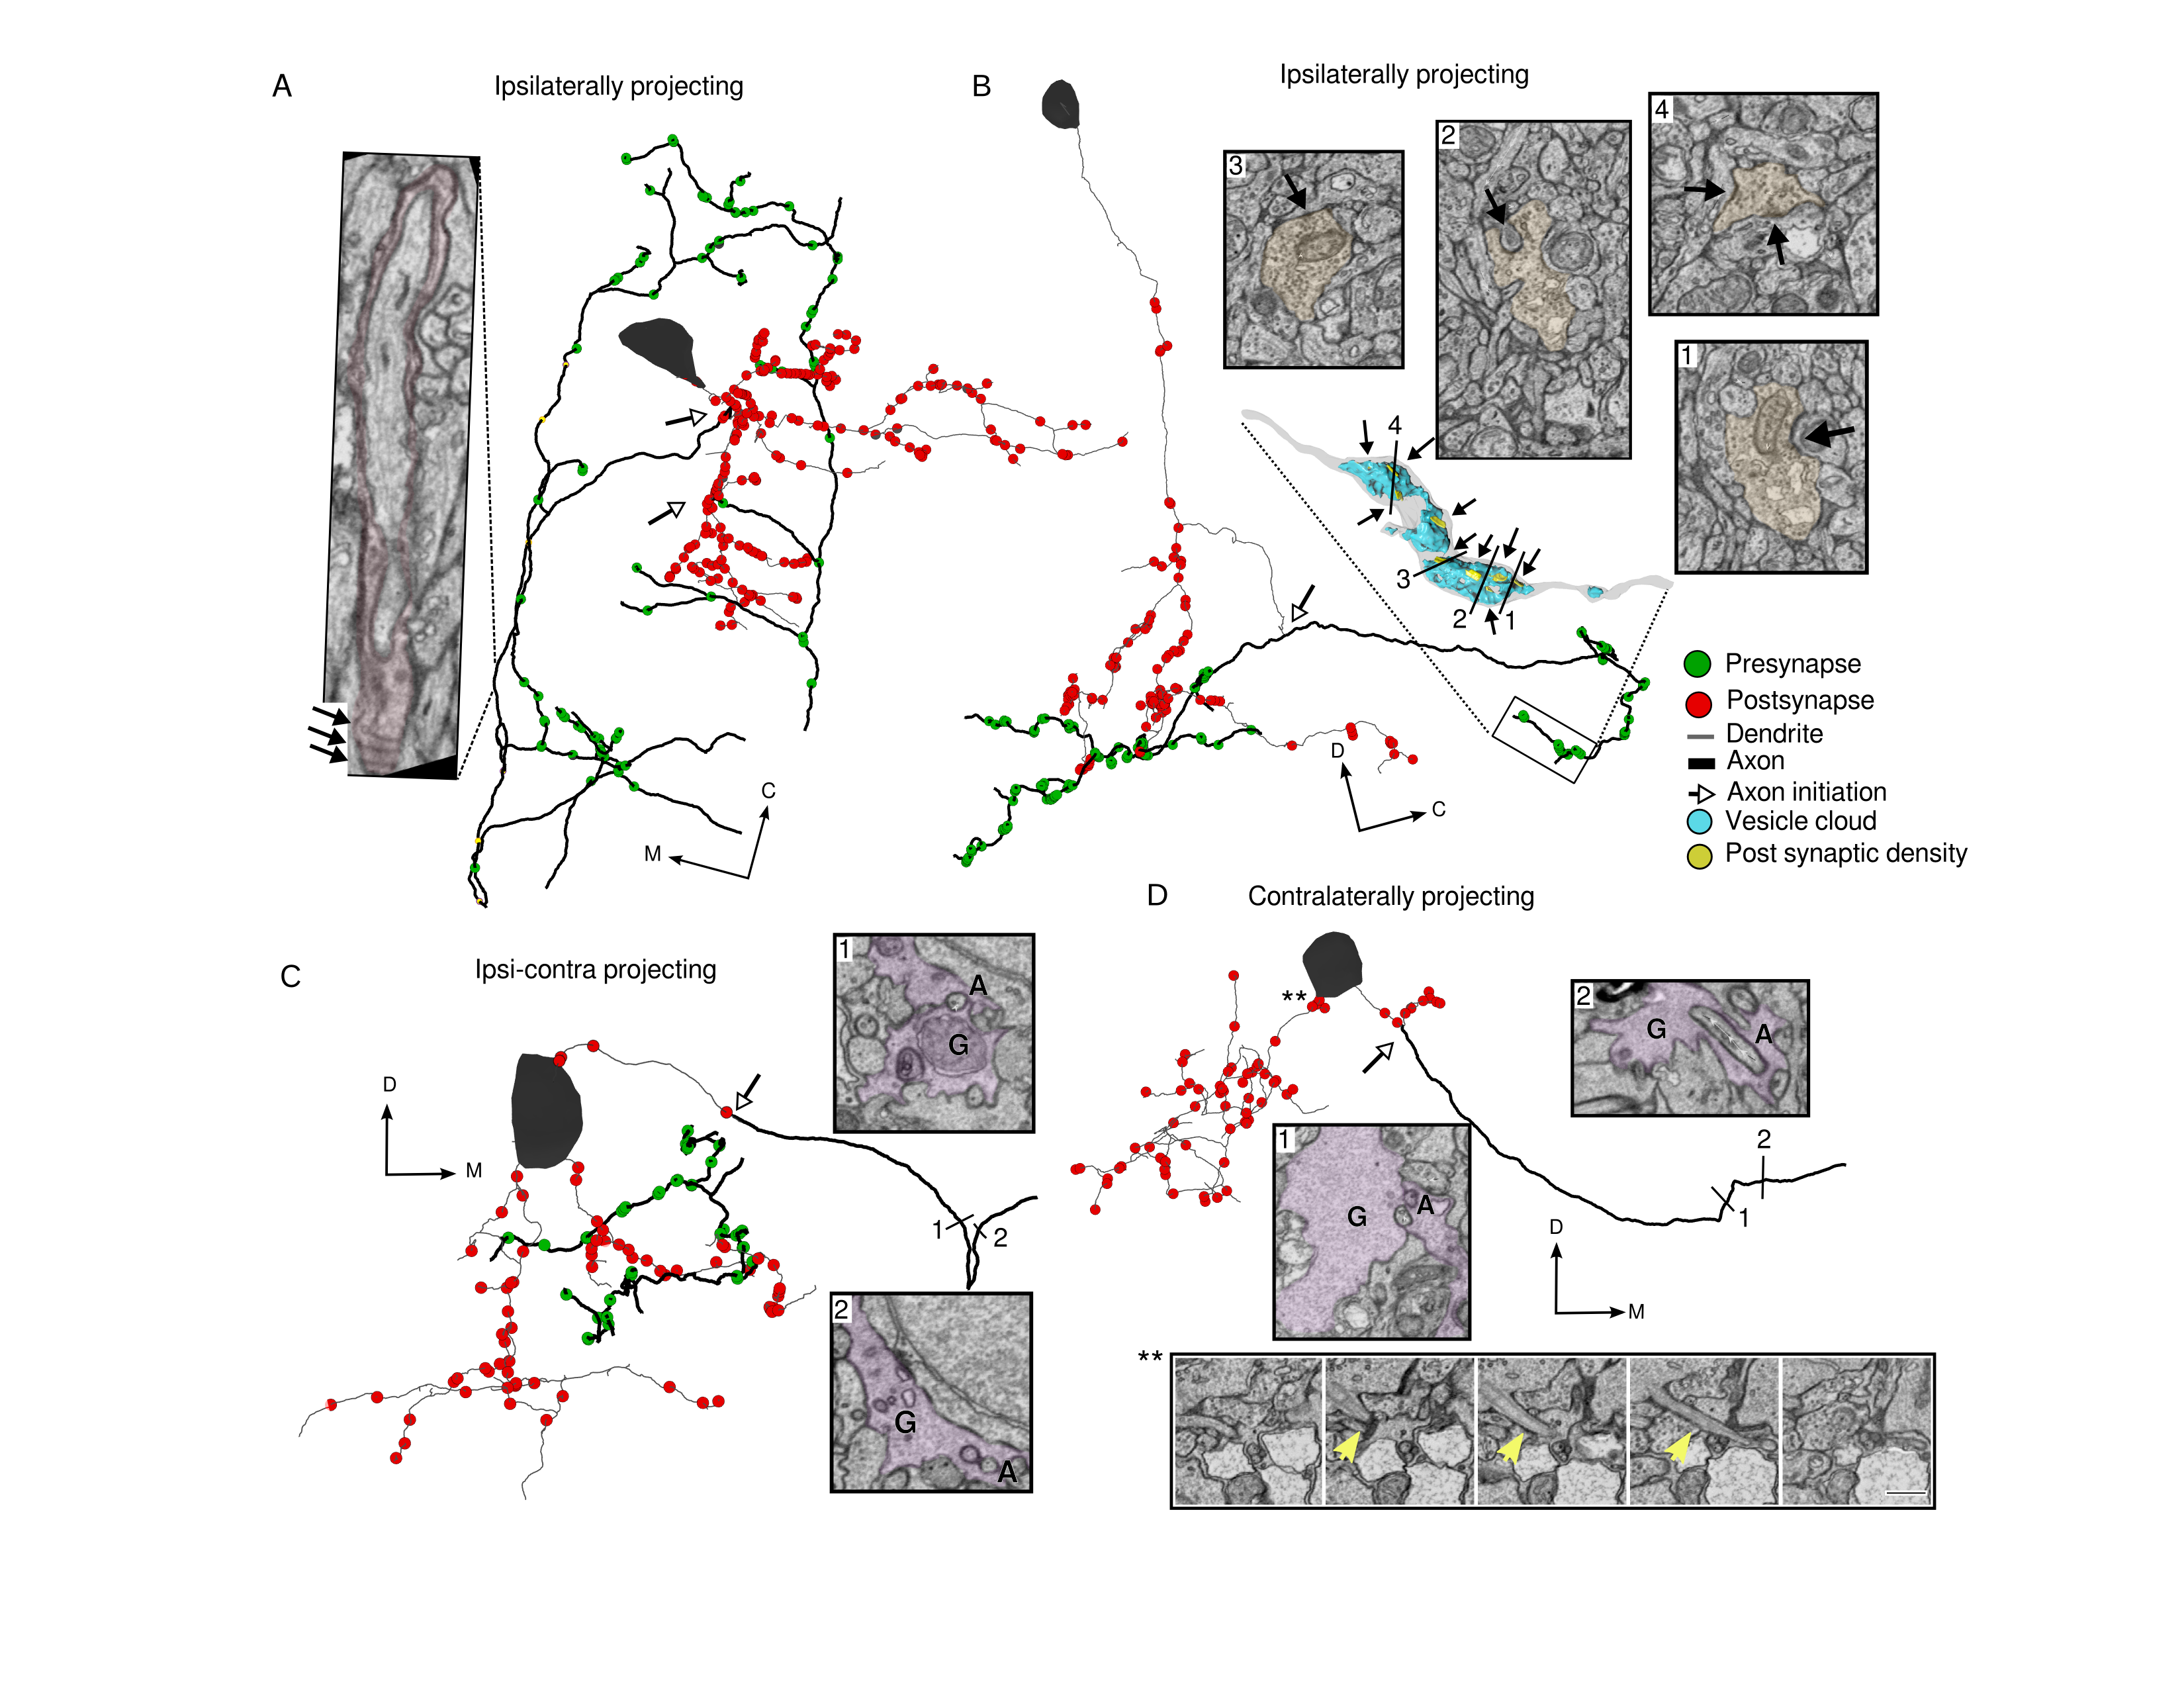 A
Ipsilaterally projecting
C
M
B
Ipsilaterally projecting
3
2
4
1
4
3
2
1
D
C
Presynapse
Postsynapse
Dendrite
Axon
Axon initiation
Vesicle cloud
Post synaptic density
C
Ipsi-contra projecting
D
M
1
A
G
1
2
2
G
A
D
Contralaterally projecting
**
2
G
A
1
G
A
2
1
D
M
**